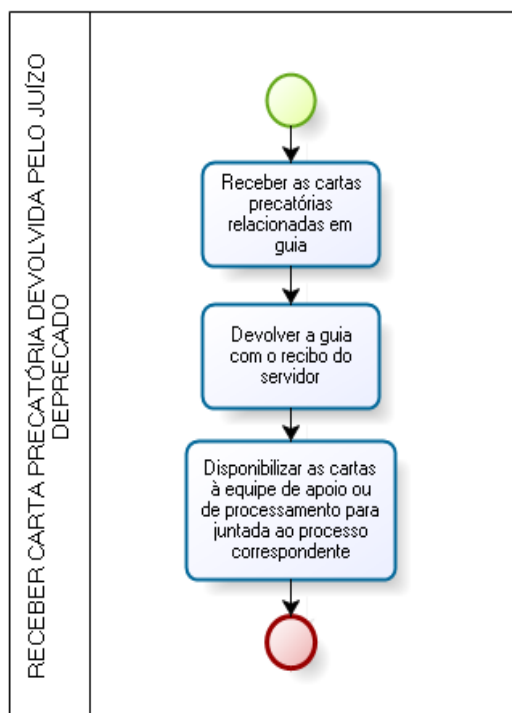 RECEBER CARTA PRECATÓRIA DEVOLVIDA PELO JUÍZO
DEPRECADO
Receber as cartas
precatórias
relacionadas em
guia
Devolver a guia
com o recibo do
servidor
Disponibilizar as cartas
à equipe de apoio ou
de processamento para
juntada ao processo
correspondente